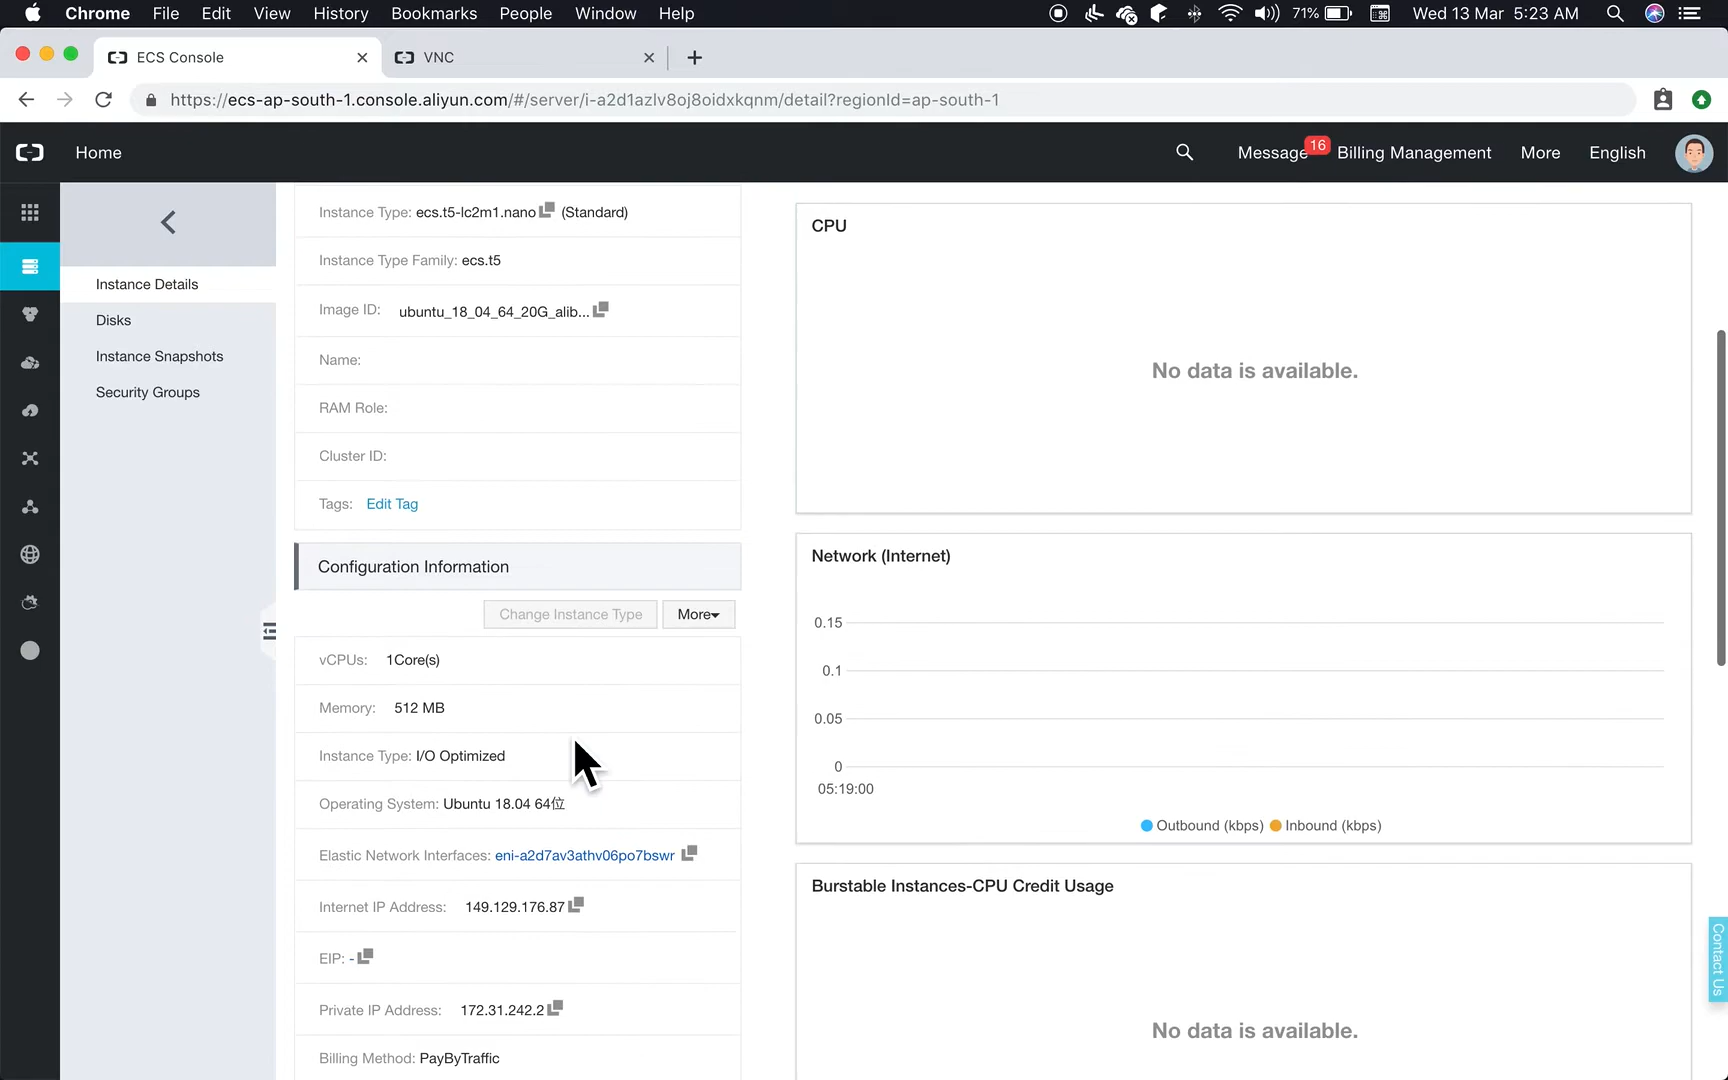 Chrome File Edit View History Bookmarks People Window Help 71% Wed 13 Mar 5:23 AM
ECS Console VNC
https://ecs-ap-south-1.console.aliyun.com/#/server/i-a2d1azlv8oj8oidxkqnm/detail?regionId=ap-south-1
Home Message 16 Billing Management More English
Instance Details
Disks
Instance Snapshots
Security Groups
Instance Type: ecs.t5-lc2m1.nano (Standard)
Instance Type Family: ecs.t5
Image ID: ubuntu_18_04_64_20G_alib...
Name:
RAM Role:
Cluster ID:
Tags: Edit Tag
Configuration Information
Change Instance Type More
vCPUs: 1Core(s)
Memory: 512 MB
Instance Type: I/O Optimized
Operating System: Ubuntu 18.04 64位
Elastic Network Interfaces: eni-a2d7av3athv06po7bswr
Internet IP Address: 149.129.176.87
EIP: -
Private IP Address: 172.31.242.2
Billing Method: PayByTraffic
CPU
No data is available.
Network (Internet)
0.15
0.1
0.05
0
05:19:00
Outbound (kbps) Inbound (kbps)
Burstable Instances-CPU Credit Usage
No data is available.
Contact Us